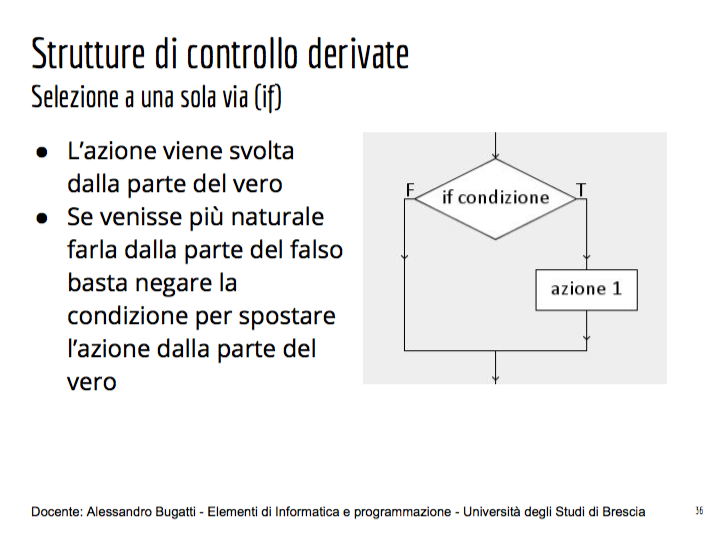 Strutture di controllo derivate
Selezione a una sola via (if)
● L'azione viene svolta
dalla parte del vero
● Se venisse più naturale
farla dalla parte del falso
basta negare la
condizione per spostare
l'azione dalla parte del
vero
F
if condizione
T
azione 1
Docente: Alessandro Bugatti - Elementi di Informatica e programmazione - Università degli Studi di Brescia
36